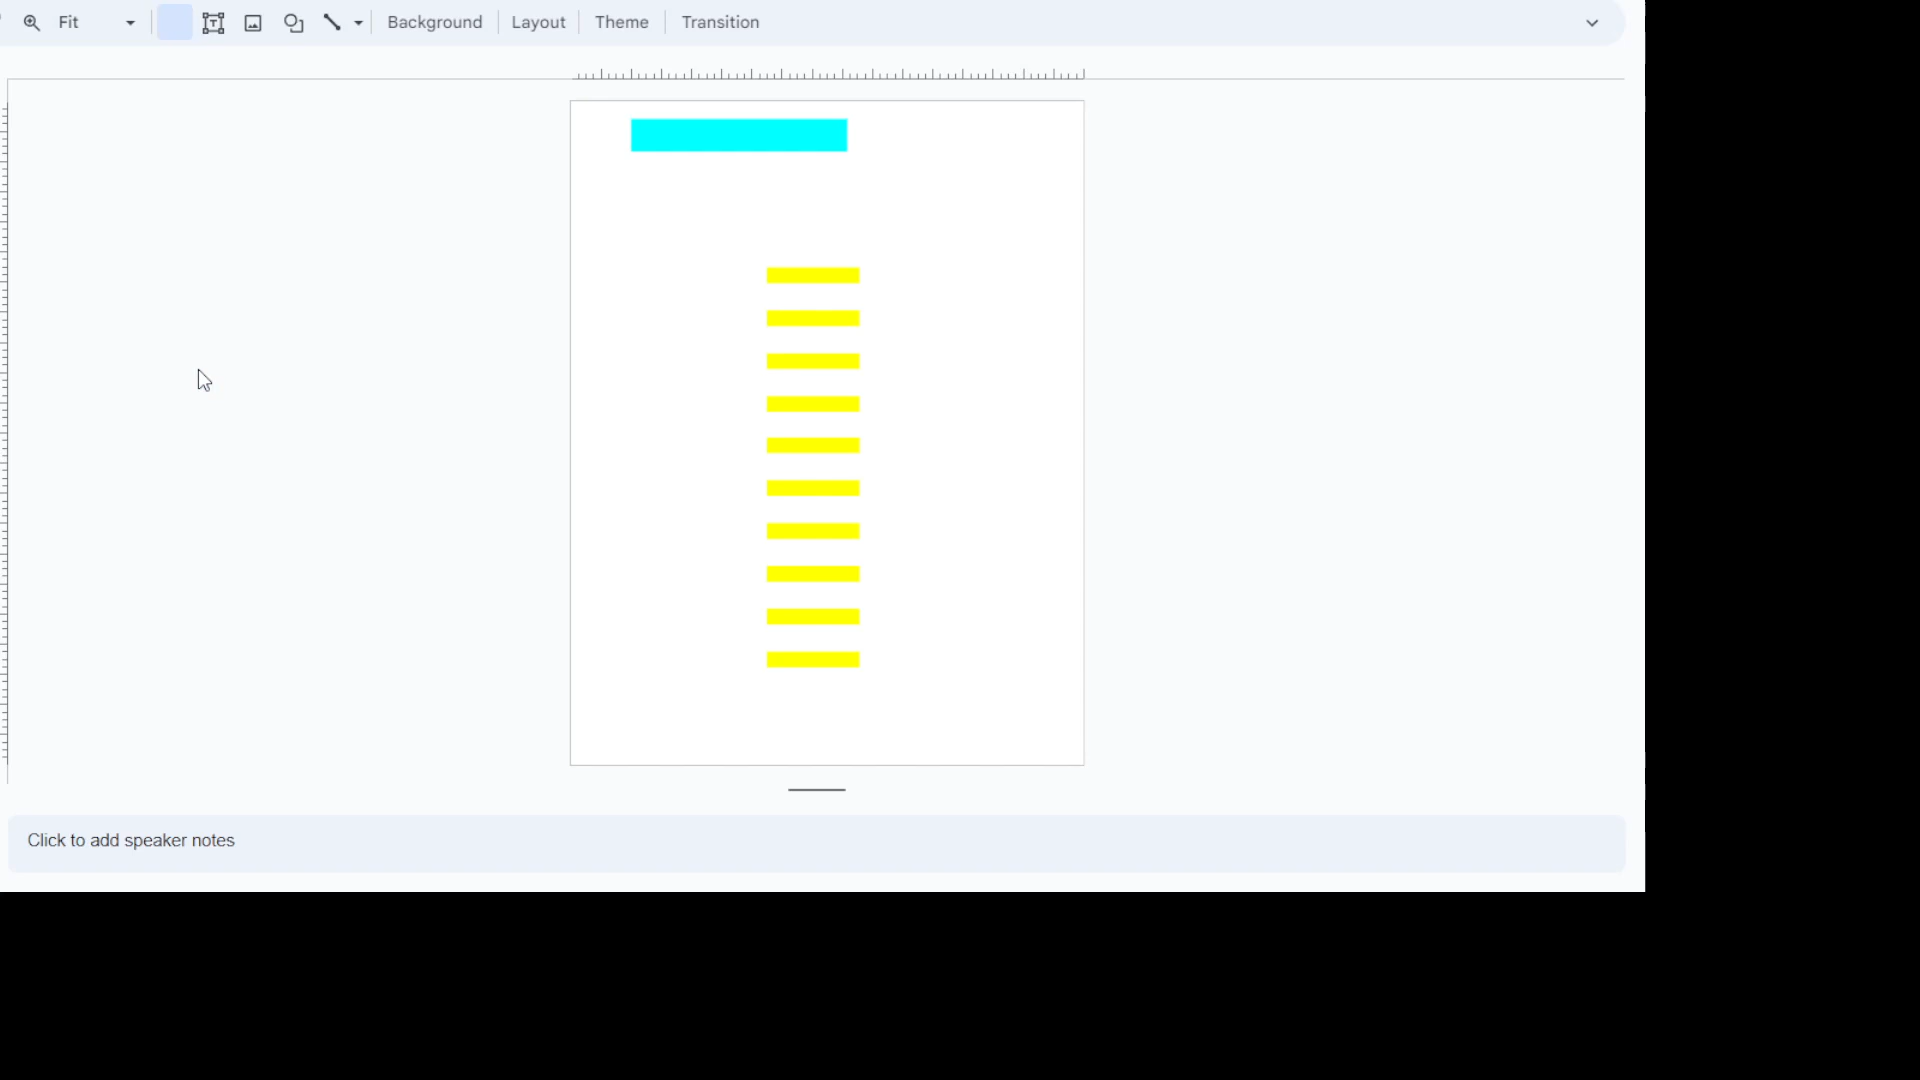 Fit
Background
Layout
Theme
Transition
Click to add speaker notes